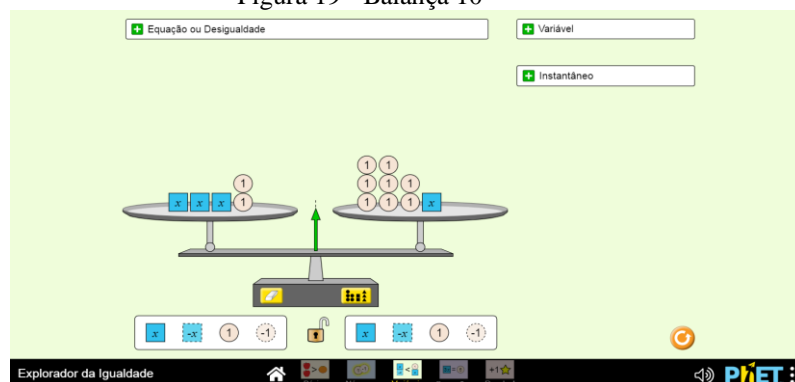 Figura 19 - Balança 10
Equação ou Desigualdade
Variável
Instantâneo
1 1 1
1 1 1 1
x x x 1 1 1 1 x
x -x 1 -1 x -x 1 -1
Explorador da Igualdade
PhET